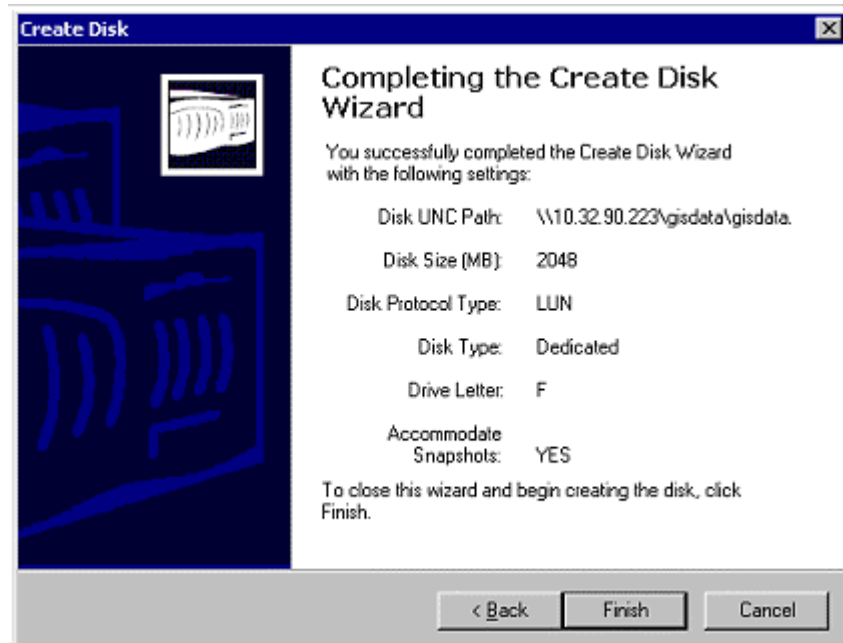 Create Disk
Completing the Create Disk
Wizard
You successfully completed the Create Disk Wizard
with the following settings:
Disk UNC Path: \\10.32.90.223\gisdata\gisdata.
Disk Size (MB): 2048
Disk Protocol Type: LUN
Disk Type: Dedicated
Drive Letter: F
Accommodate
Snapshots: YES
To close this wizard and begin creating the disk, click
Finish.
< Back Finish Cancel